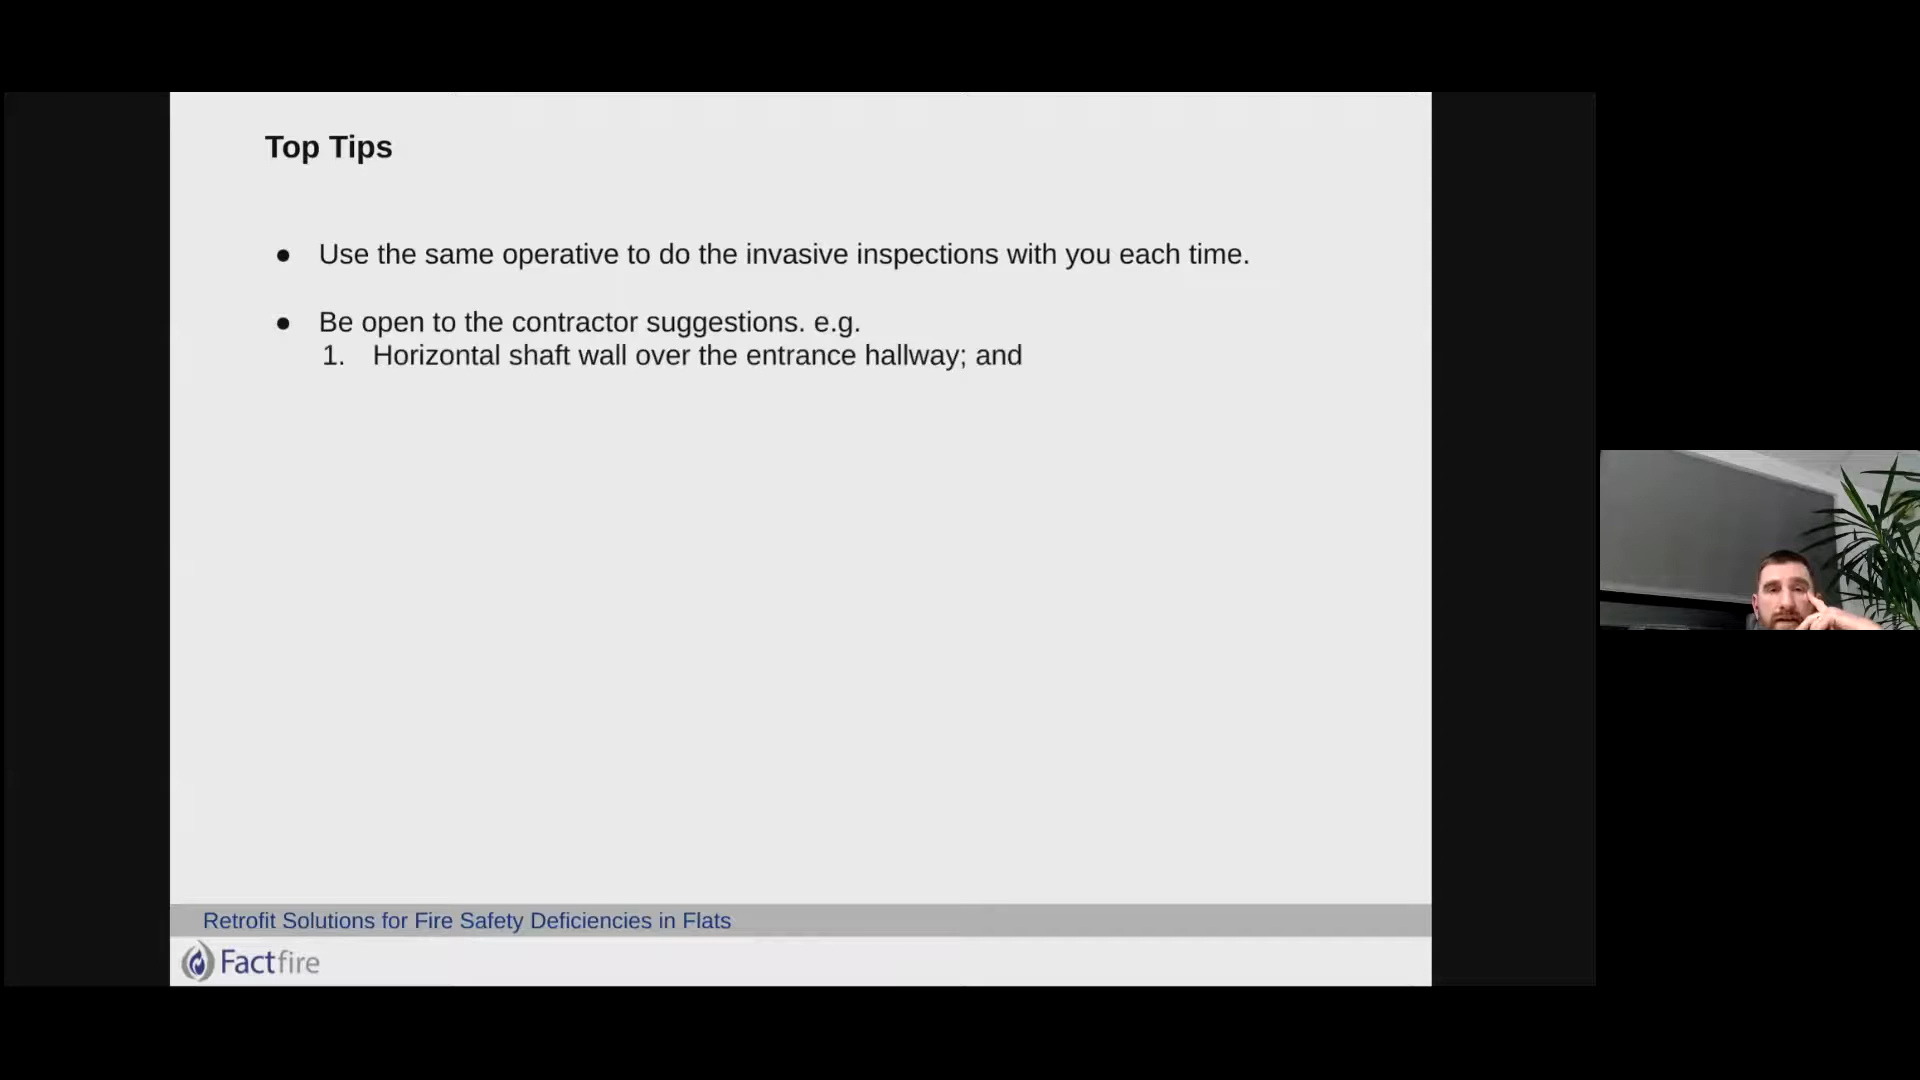 Top Tips
● Use the same operative to do the invasive inspections with you each time.
● Be open to the contractor suggestions. e.g.
1. Horizontal shaft wall over the entrance hallway; and
Retrofit Solutions for Fire Safety Deficiencies in Flats
Factfire